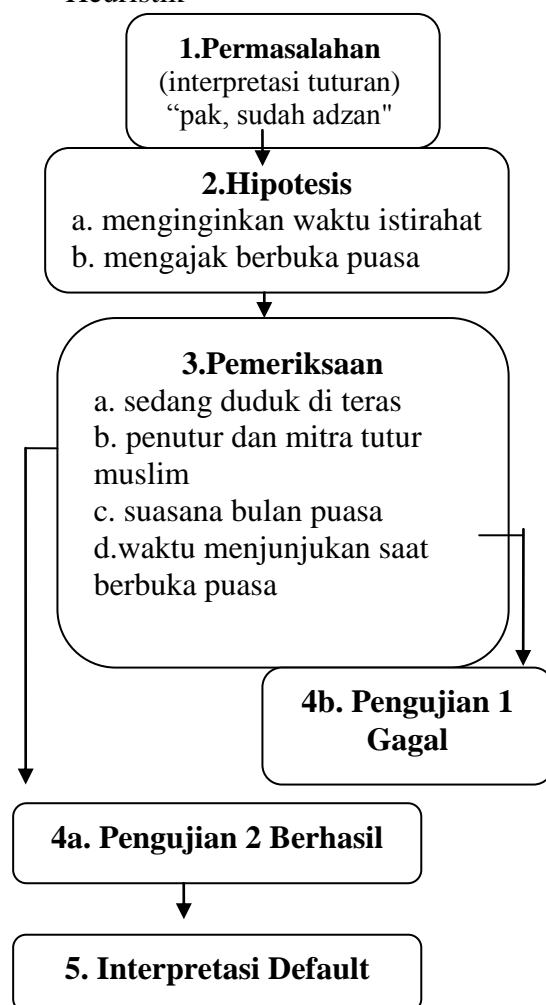 Heuristik
1.Permasalahan
(interpretasi tuturan)
“pak, sudah adzan"
2.Hipotesis
a. menginginkan waktu istirahat
b. mengajak berbuka puasa
3.Pemeriksaan
a. sedang duduk di teras
b. penutur dan mitra tutur
muslim
c. suasana bulan puasa
d.waktu menjunjukan saat
berbuka puasa
4b. Pengujian 1
Gagal
4a. Pengujian 2 Berhasil
5. Interpretasi Default